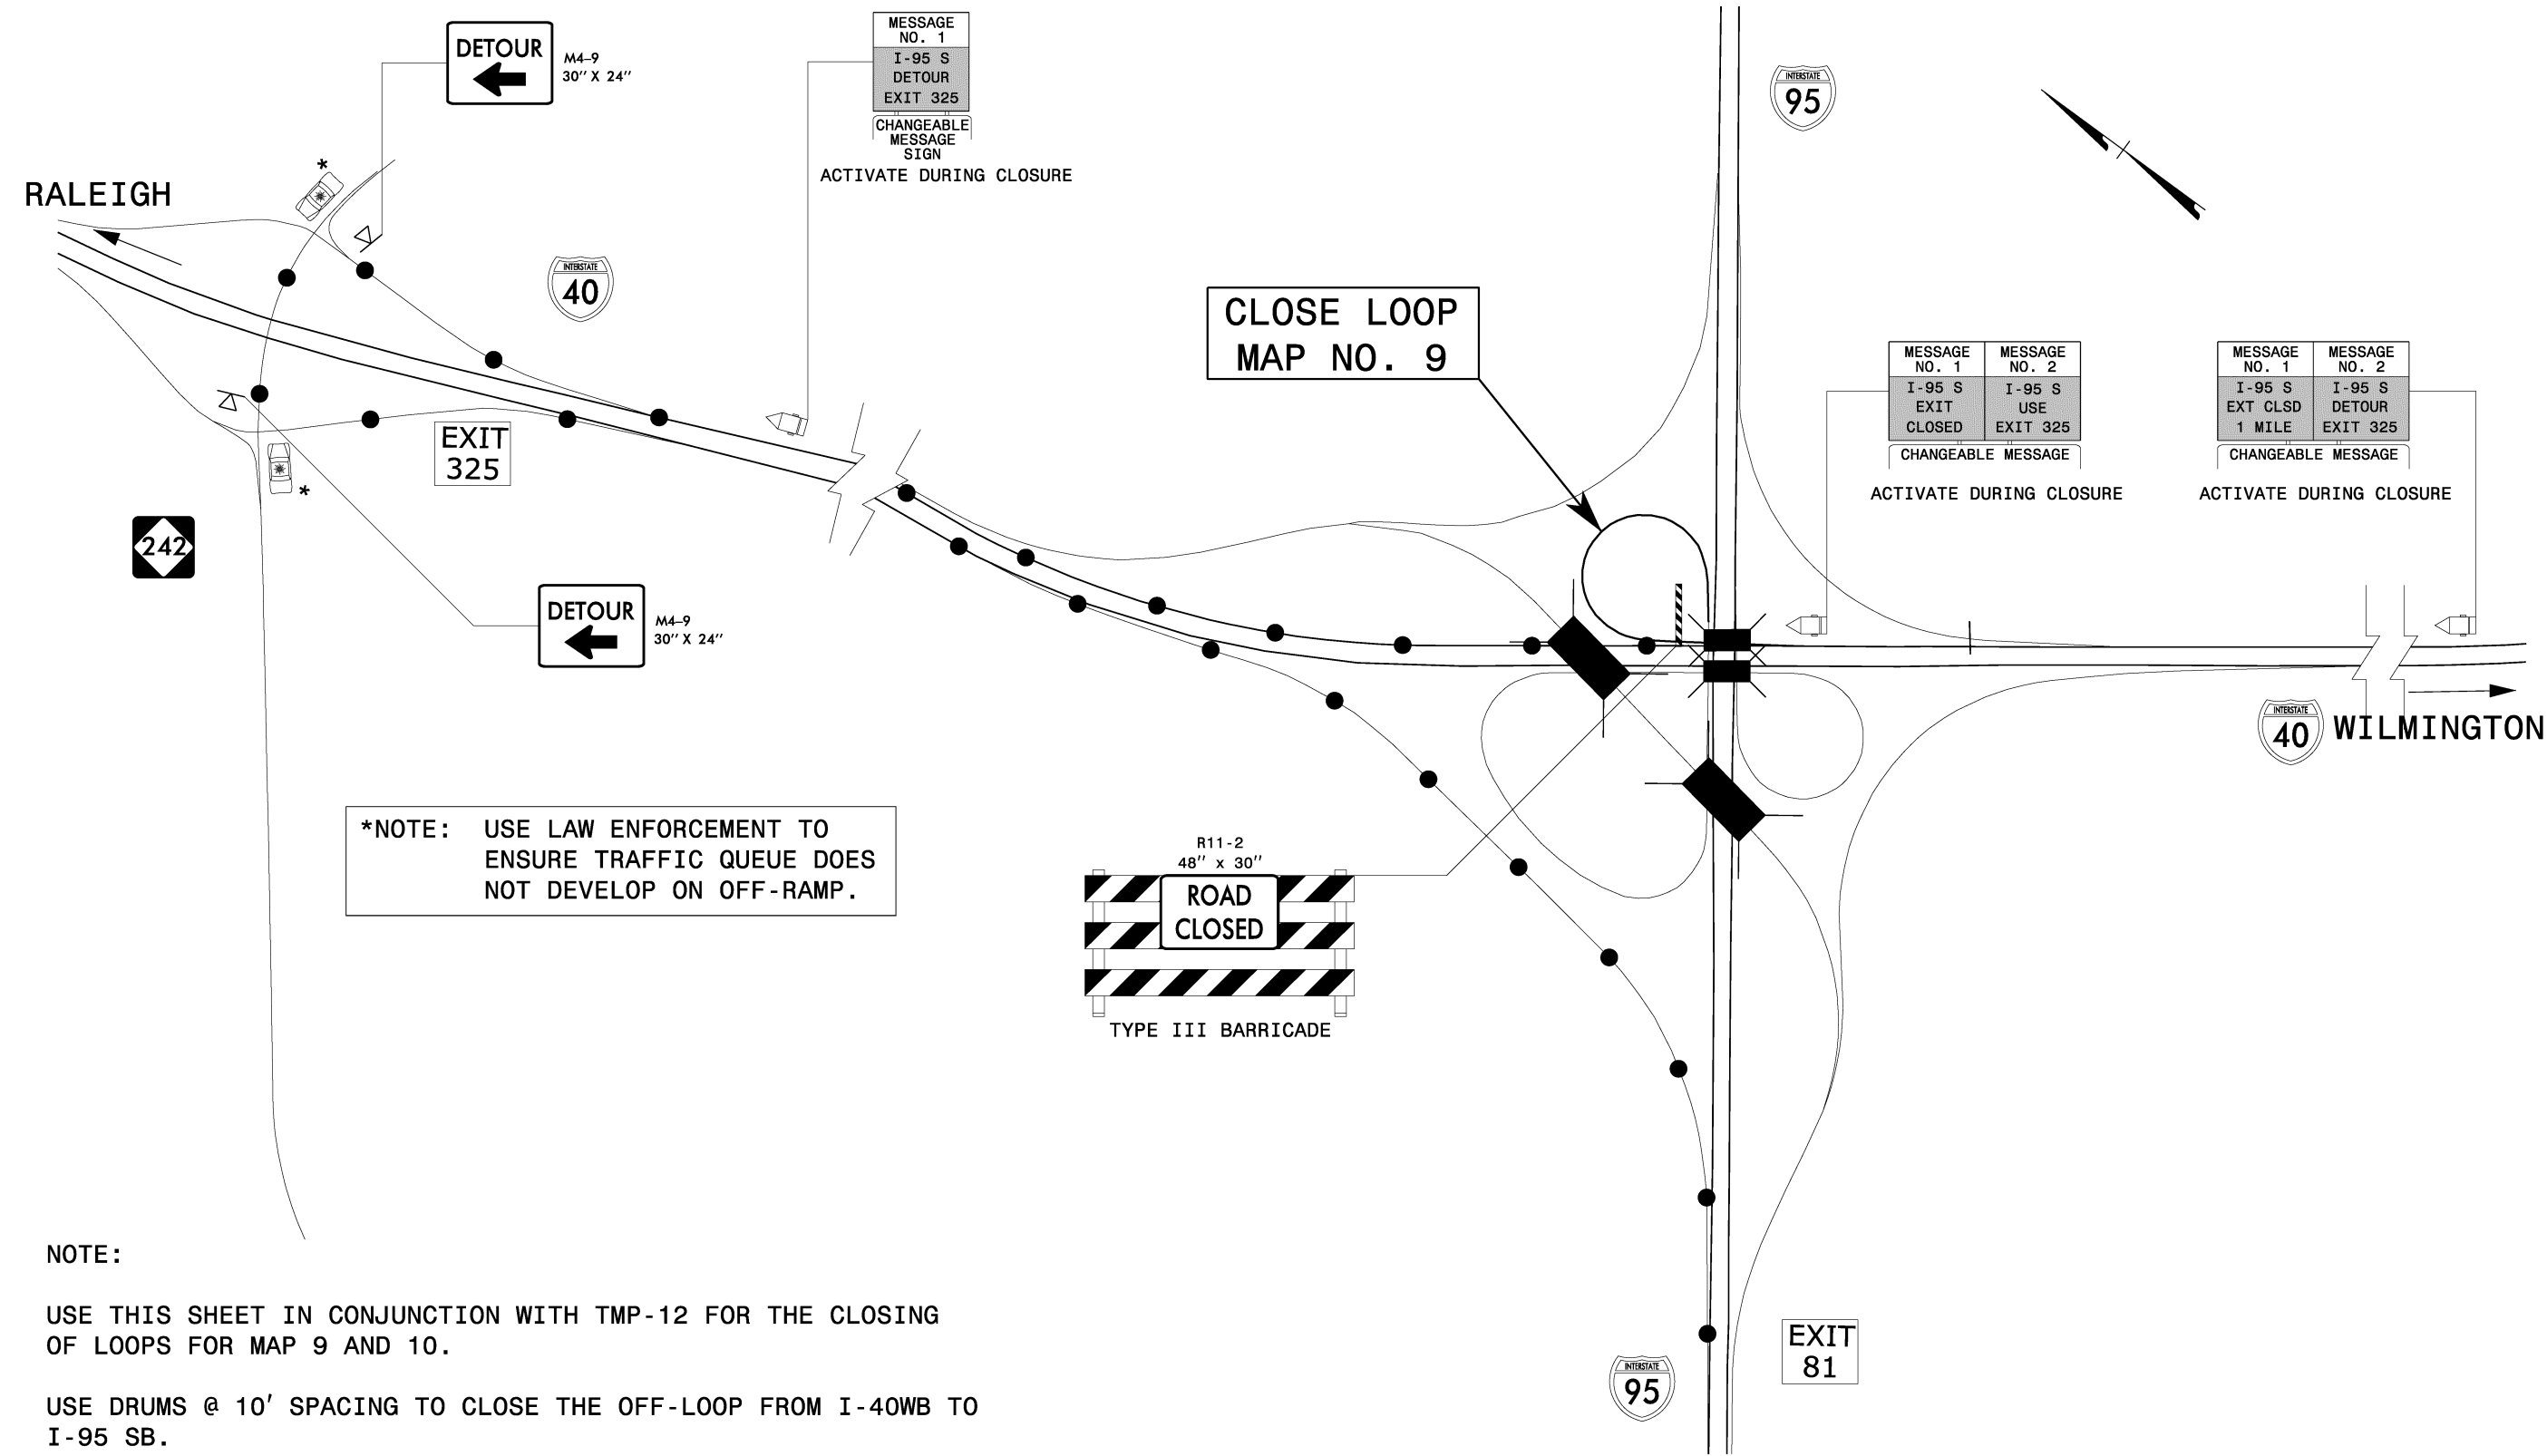 DETOUR
M4-9
30" X 24"
MESSAGE
NO. 1
I-95 S
DETOUR
EXIT 325
CHANGEABLE
MESSAGE
SIGN
ACTIVATE DURING CLOSURE
INTERSTATE
95
RALEIGH
INTERSTATE
40
CLOSE LOOP
MAP NO. 9
MESSAGE
NO. 1
I-95 S
EXIT
CLOSED
MESSAGE
NO. 2
I-95 S
USE
EXIT 325
CHANGEABLE MESSAGE
ACTIVATE DURING CLOSURE
MESSAGE
NO. 1
I-95 S
EXT CLSD
1 MILE
MESSAGE
NO. 2
I-95 S
DETOUR
EXIT 325
CHANGEABLE MESSAGE
ACTIVATE DURING CLOSURE
*
EXIT
325
*
242
DETOUR
M4-9
30" X 24"
INTERSTATE
40
WILMINGTON
*NOTE: USE LAW ENFORCEMENT TO
ENSURE TRAFFIC QUEUE DOES
NOT DEVELOP ON OFF-RAMP.
R11-2
48" x 30"
ROAD
CLOSED
TYPE III BARRICADE
INTERSTATE
95
EXIT
81
NOTE:
USE THIS SHEET IN CONJUNCTION WITH TMP-12 FOR THE CLOSING
OF LOOPS FOR MAP 9 AND 10.
USE DRUMS @ 10' SPACING TO CLOSE THE OFF-LOOP FROM I-40WB TO
I-95 SB.